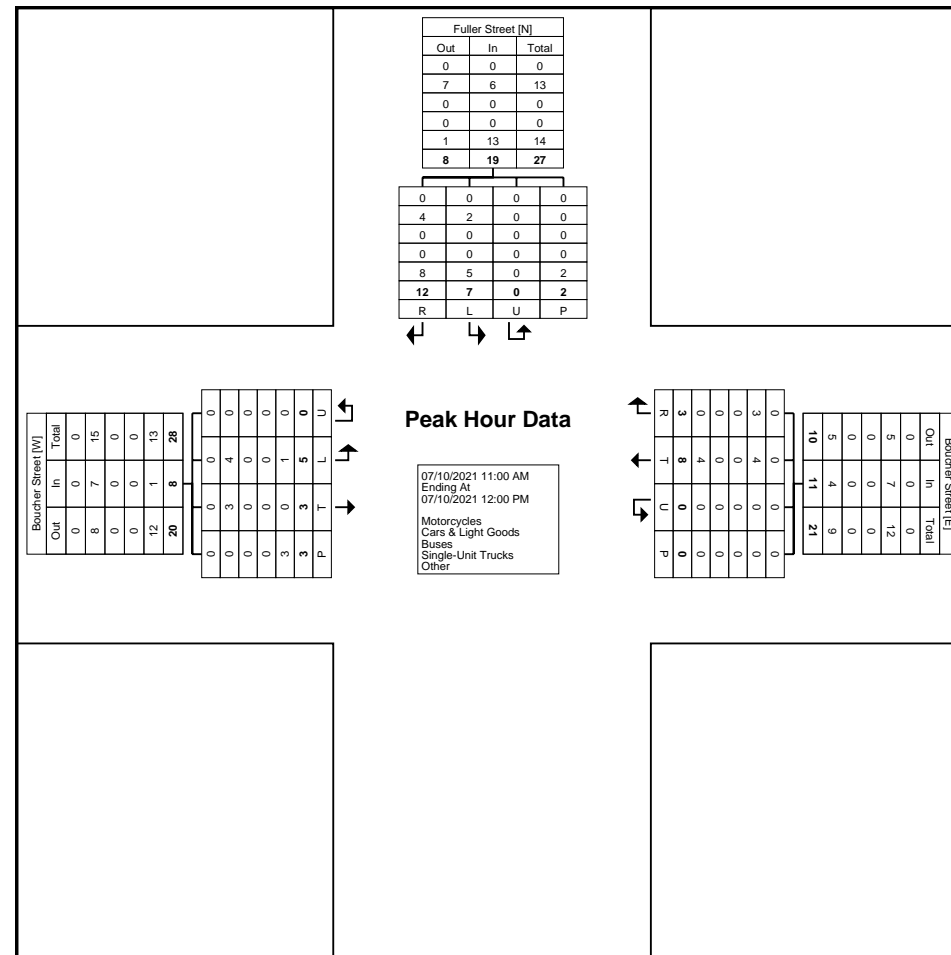 Fuller Street [N]
Out In Total
0 0 0
7 6 13
0 0 0
0 0 0
1 13 14
8 19 27
0 0 0 0
4 2 0 0
0 0 0 0
0 0 0 0
8 5 0 2
12 7 0 2
R L U P
Boucher Street [W]
Out In Total
0 0 0
8 7 15
0 0 0
0 0 0
12 1 13
20 8 28
0 0 0 0
0 3 4 0
0 0 0 0
0 0 0 0
3 0 1 0
3 3 5 0
P T L U
Peak Hour Data
07/10/2021 11:00 AM
Ending At
07/10/2021 12:00 PM
Motorcycles
Cars & Light Goods
Buses
Single-Unit Trucks
Other
Boucher Street [E]
Out In Total
0 0 0
5 7 12
0 0 0
0 0 0
5 4 9
10 11 21
0 0 0 0
3 4 0 0
0 0 0 0
0 0 0 0
0 4 0 0
3 8 0 0
R T U P